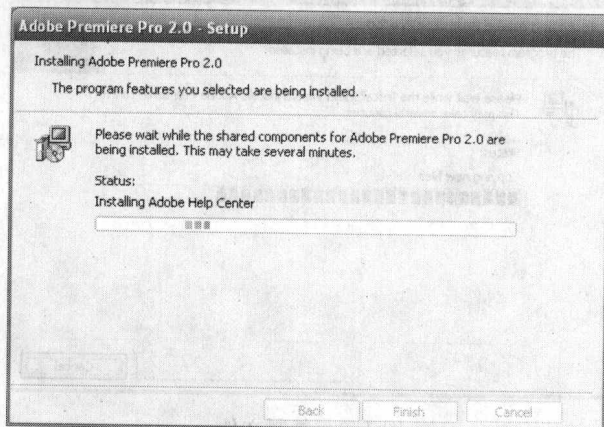 Adobe Premiere Pro 2.0 - Setup
Installing Adobe Premiere Pro 2.0
The program features you selected are being installed.
Please wait while the shared components for Adobe Premiere Pro 2.0 are
being installed. This may take several minutes.
Status:
Installing Adobe Help Center
Back Finish Cancel